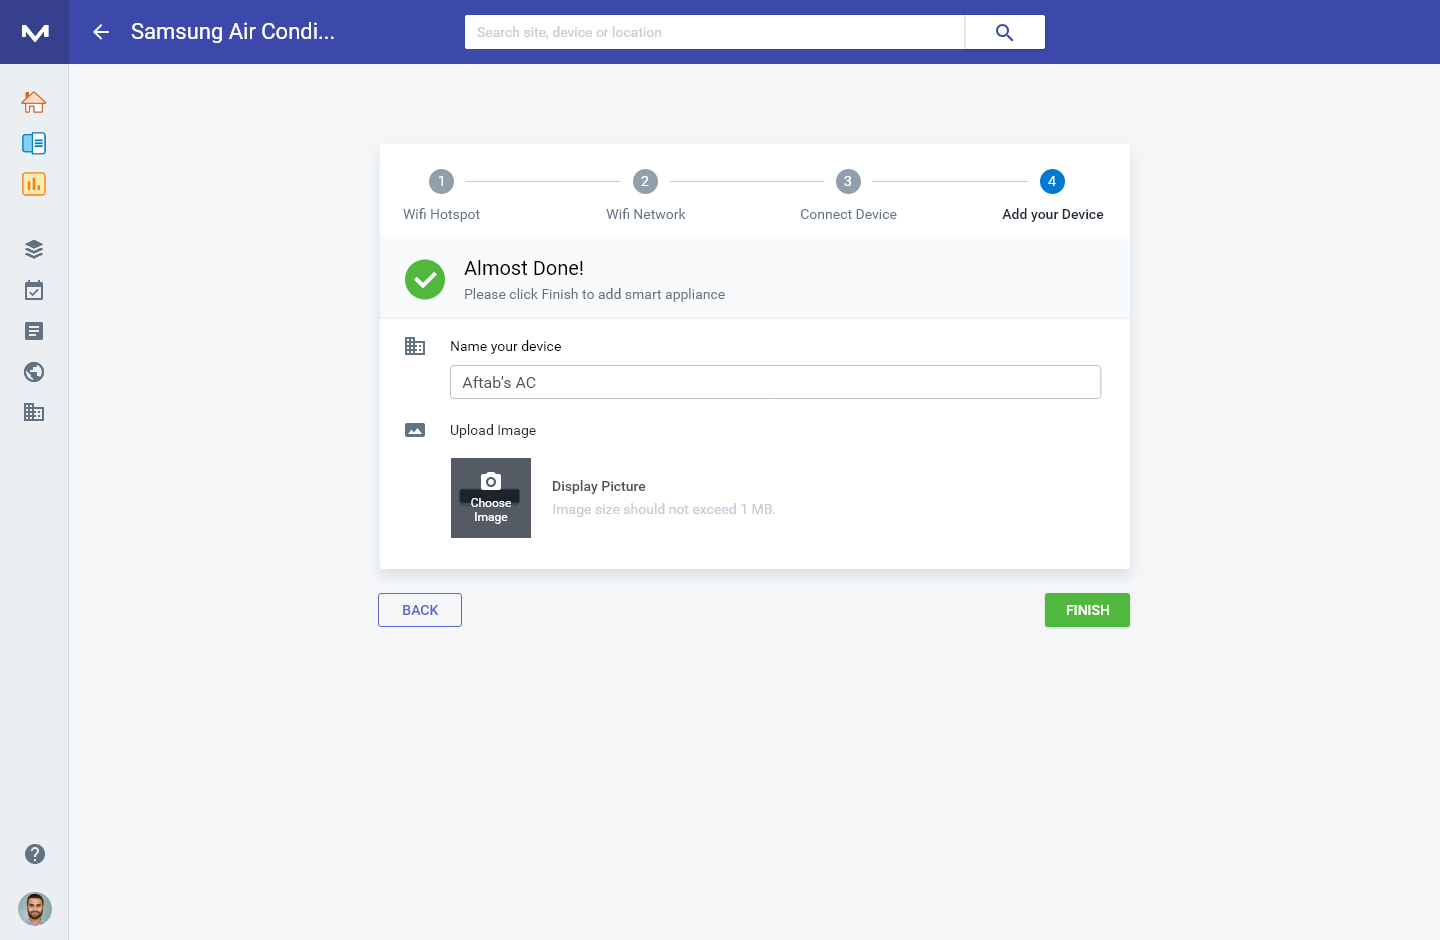 Samsung Air Condi...
Search site, device or location
1
2
3
4
Wifi Hotspot
Wifi Network
Connect Device
Add your Device
Almost Done!
Please click Finish to add smart appliance
Name your device
Aftab's AC
Upload Image
Choose
Image
Display Picture
Image size should not exceed 1 MB.
BACK
FINISH